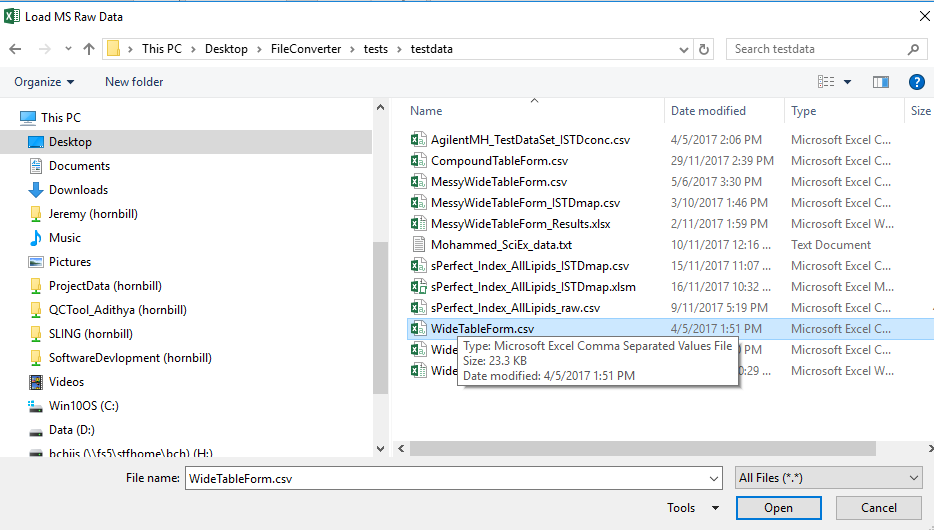 Load MS Raw Data
This PC > Desktop > FileConverter > tests > testdata
Search testdata
Organize
New folder
This PC
Desktop
Documents
Downloads
Jeremy (hornbill)
Music
Pictures
ProjectData (hornbill)
QCTool_Adithya (hornbill)
SLING (hornbill)
SoftwareDevlopment (hornbill)
Videos
Win10OS (C:)
Data (D:)
bchjjs (\\fs5\stfhome\bch) (H:)
Name Date modified Type Size
AgilentMH_TestDataSet_ISTDconc.csv 4/5/2017 2:06 PM Microsoft Excel C...
CompoundTableForm.csv 29/11/2017 2:39 PM Microsoft Excel C...
MessyWideTableForm.csv 5/6/2017 3:30 PM Microsoft Excel C...
MessyWideTableForm_ISTDmap.csv 3/10/2017 1:46 PM Microsoft Excel C...
MessyWideTableForm_Results.xlsx 2/11/2017 1:59 PM Microsoft Excel W...
Mohammed_SciEx_data.txt 10/11/2017 12:16 ... Text Document
sPerfect_Index_AllLipids_ISTDmap.csv 15/11/2017 11:07 ... Microsoft Excel C...
sPerfect_Index_AllLipids_ISTDmap.xlsm 16/11/2017 10:32 ... Microsoft Excel M...
sPerfect_Index_AllLipids_raw.csv 9/11/2017 5:19 PM Microsoft Excel C...
WideTableForm.csv 4/5/2017 1:51 PM Microsoft Excel C...
Wide PM Microsoft Excel C...
Wide 0:29 ... Microsoft Excel W...
Type: Microsoft Excel Comma Separated Values File
Size: 23.3 KB
Date modified: 4/5/2017 1:51 PM
File name: WideTableForm.csv
All Files (*.*)
Tools
Open
Cancel